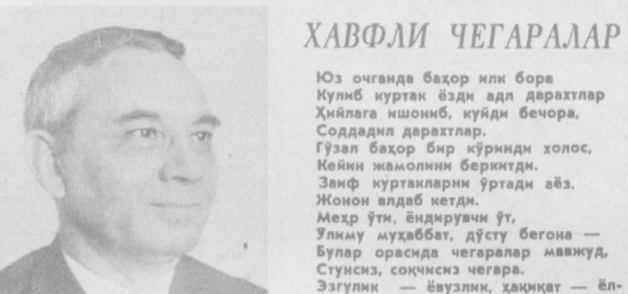 ХАВФЛИ ЧЕГАРАЛАР
Юз очганда баҳор илк бора
Кулиб куртак ёзди адл дарахтлар
Ҳийлага ишониб, куйди бечора,
Соддадил дарахтлар.
Гўзал баҳор бир кўринди холос,
Кейин жамолини беркитди.
Заиф куртакларни ўртади аёз.
Жонон алдаб кетди.
Меҳр ўти, ёндирувчи ўт,
Ўлиму муҳаббат, дўсту бегона —
Булар орасида чегаралар мавжуд,
Стунсиз, соқчисиз чегара.
Эзгулик — ёвузлик, ҳақиқат — ёл-